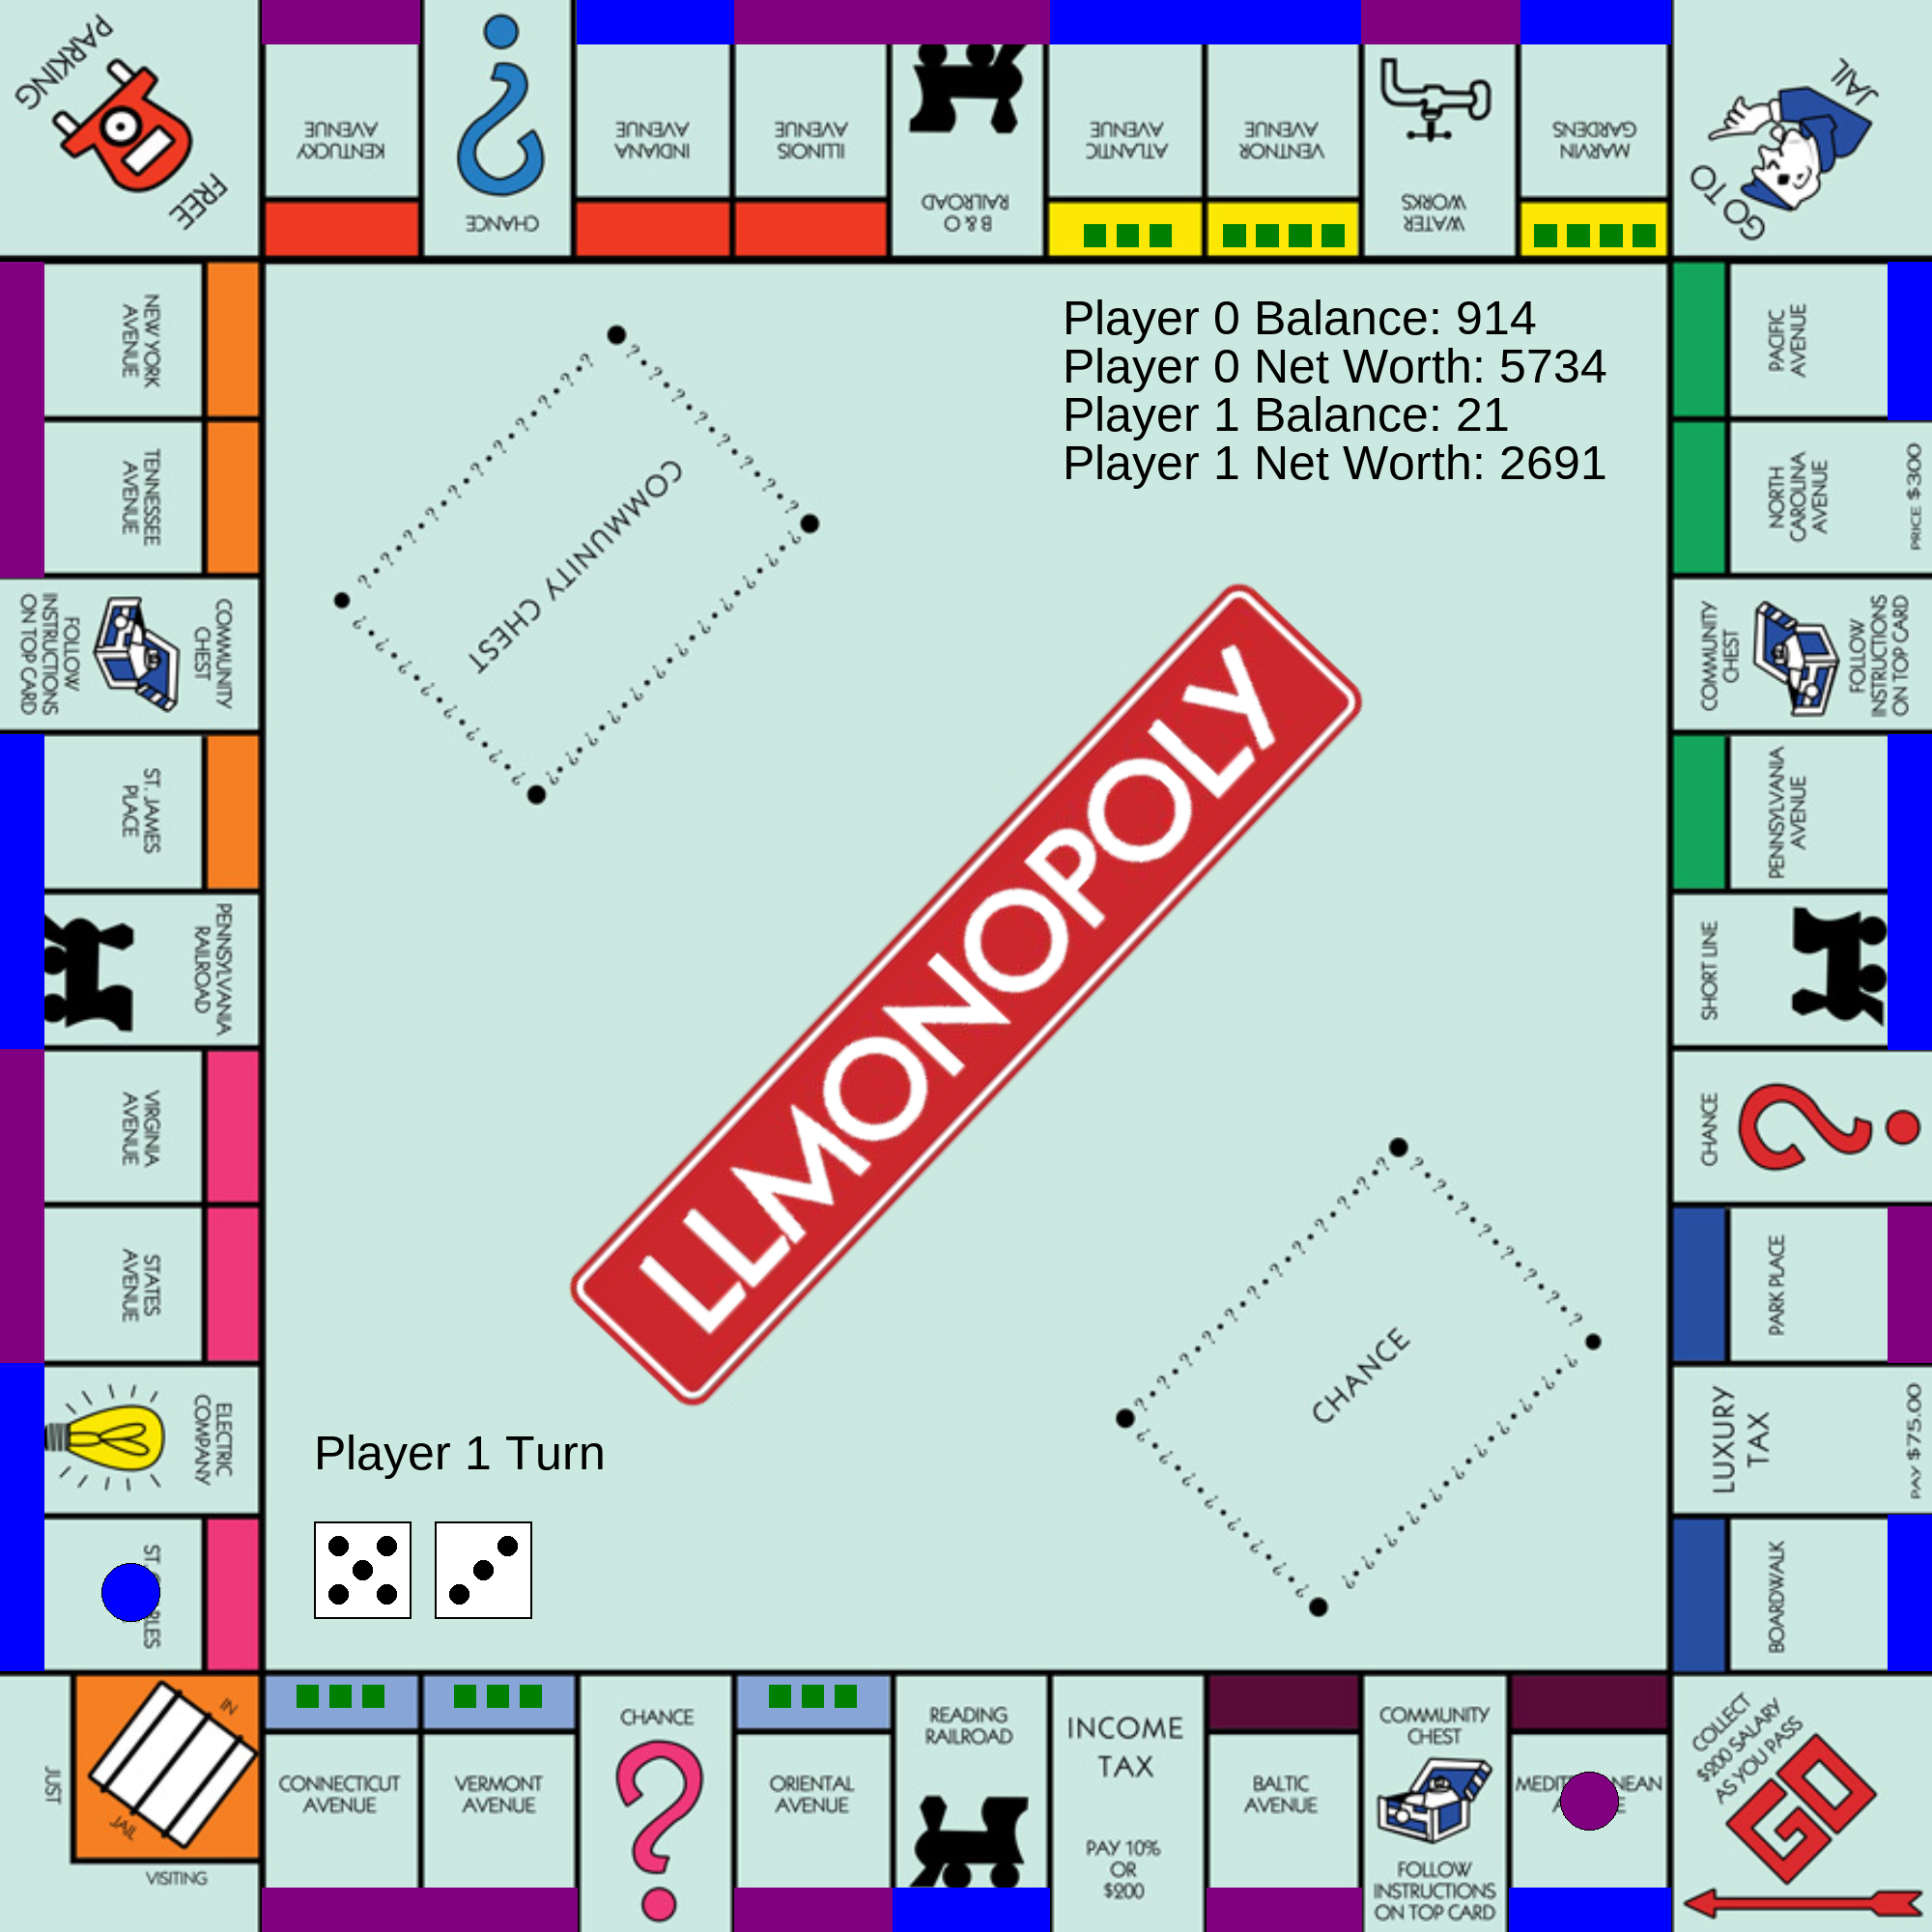 PARKING
FREE
KENTUCKY
AVENUE
CHANCE
INDIANA
AVENUE
ILLINOIS
AVENUE
B & O
RAILROAD
ATLANTIC
AVENUE
VENTNOR
AVENUE
WATER
WORKS
MARVIN
GARDENS
GO TO
JAIL
NEW YORK
AVENUE
TENNESSEE
AVENUE
COMMUNITY
CHEST
FOLLOW
INSTRUCTIONS
ON TOP CARD
ST. JAMES
PLACE
PENNSYLVANIA
RAILROAD
VIRGINIA
AVENUE
STATES
AVENUE
ELECTRIC
COMPANY
Player 0 Balance: 914
Player 0 Net Worth: 5734
Player 1 Balance: 21
Player 1 Net Worth: 2691
COMMUNITY CHEST
LLMONOPOLY
CHANCE
Player 1 Turn
PACIFIC
AVENUE
NORTH
CAROLINA
AVENUE
PRICE $300
COMMUNITY
CHEST
FOLLOW
INSTRUCTIONS
ON TOP CARD
PENNSYLVANIA
AVENUE
SHORT LINE
CHANCE
PARK PLACE
LUXURY
TAX
PAY $75.00
BOARDWALK
JUST
VISITING
IN
JAIL
CONNECTICUT
AVENUE
VERMONT
AVENUE
CHANCE
ORIENTAL
AVENUE
READING
RAILROAD
INCOME
TAX
PAY 10%
OR
$200
BALTIC
AVENUE
COMMUNITY
CHEST
FOLLOW
INSTRUCTIONS
ON TOP CARD
COLLECT
$200 SALARY
AS YOU PASS
GO